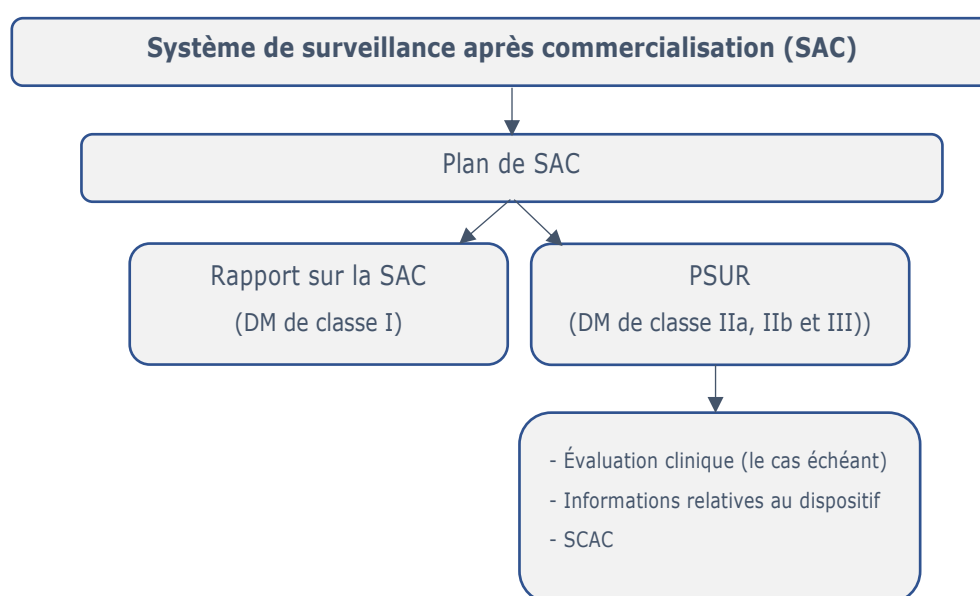 Système de surveillance après commercialisation (SAC)
Plan de SAC
Rapport sur la SAC
(DM de classe I)
PSUR
(DM de classe IIa, IIb et III))
- Évaluation clinique (le cas échéant)
- Informations relatives au dispositif
- SCAC